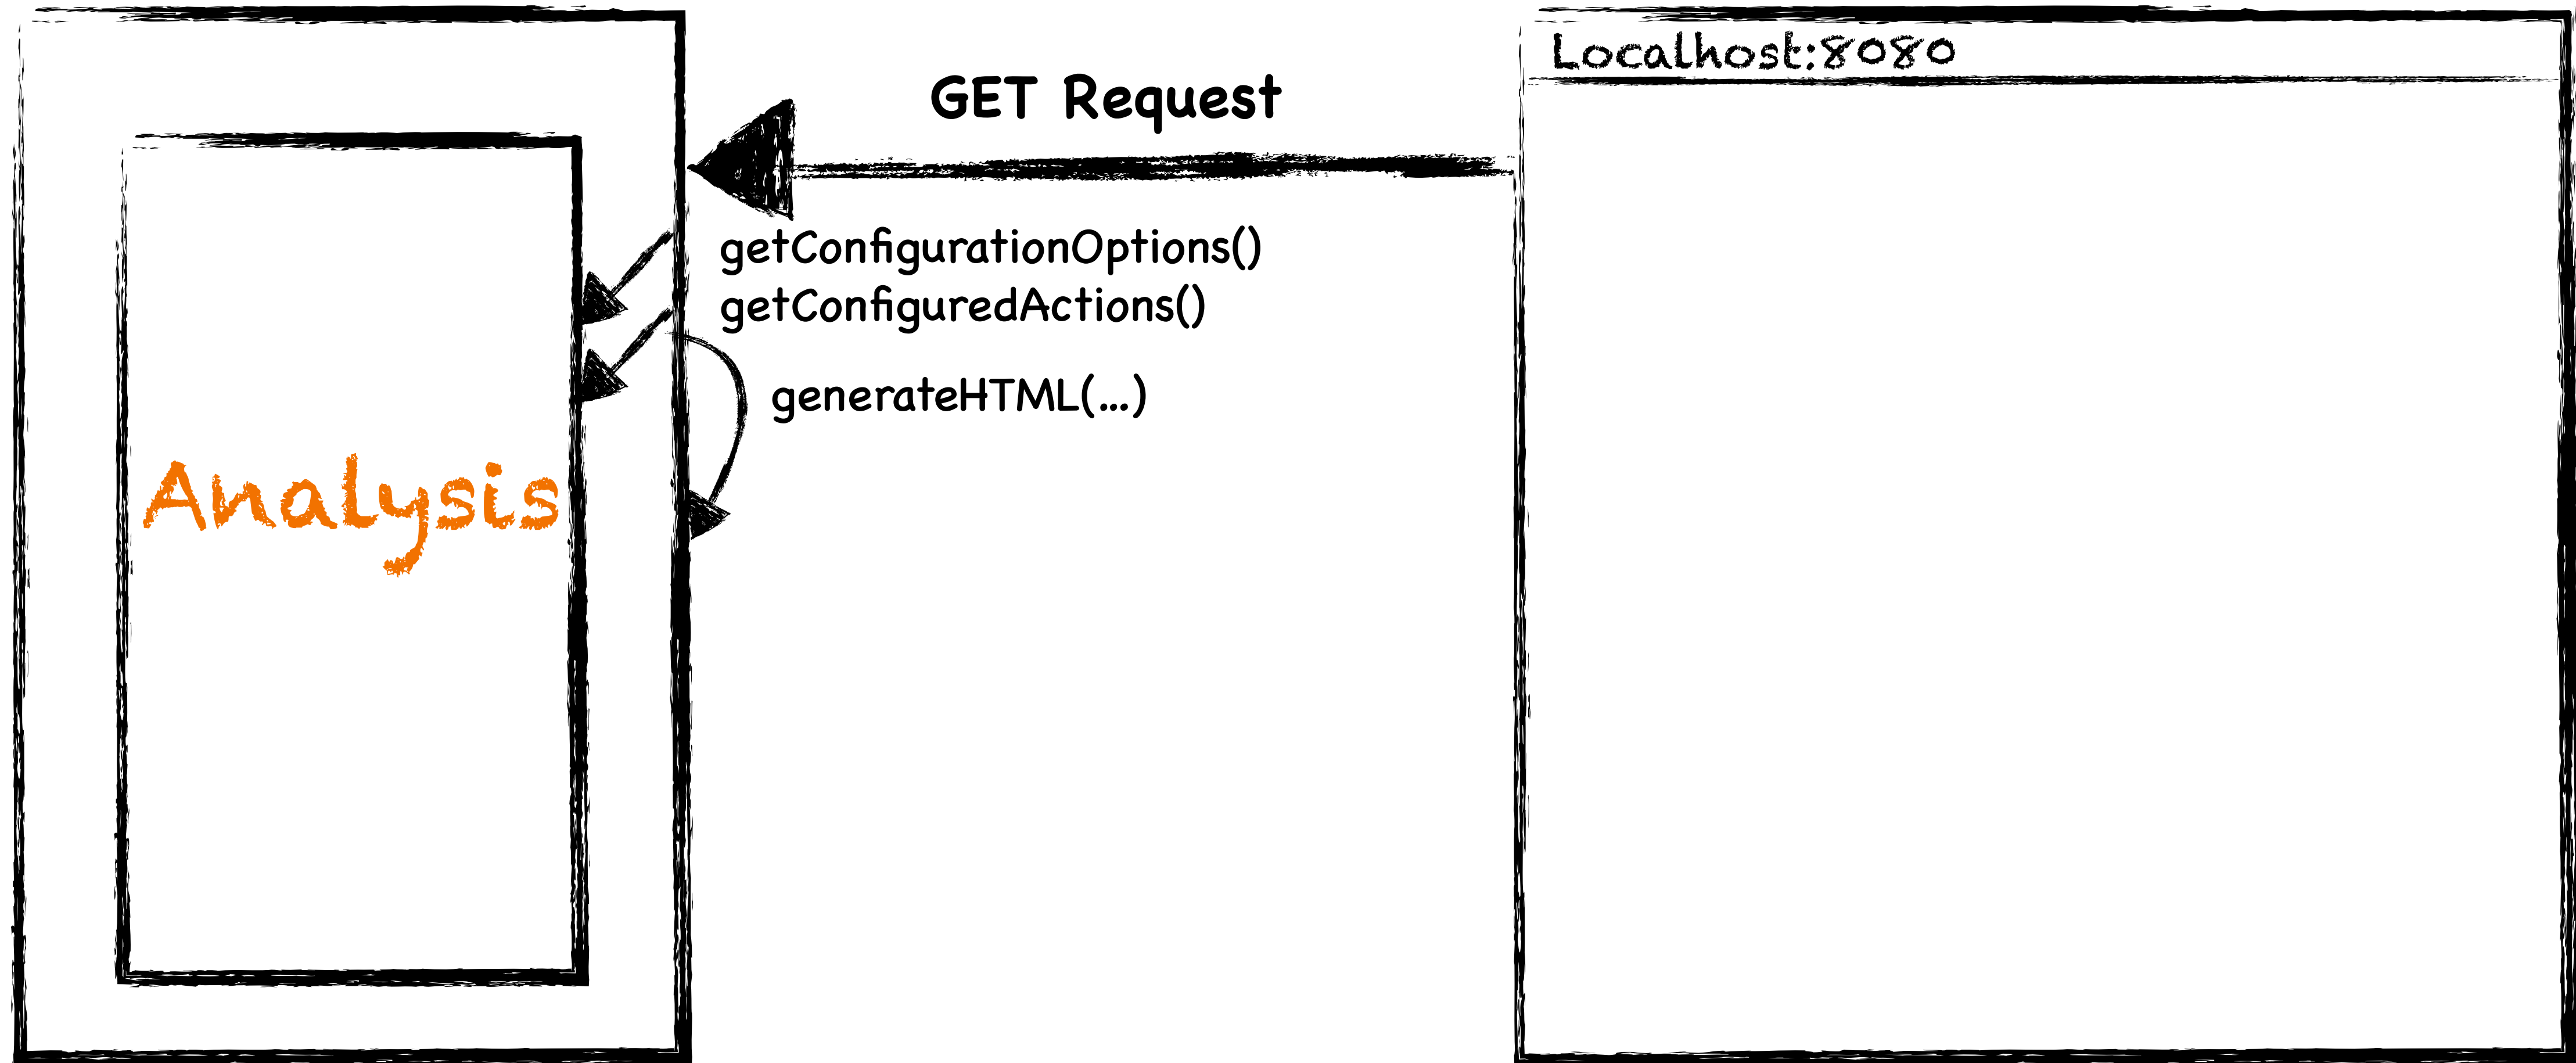 Localhost:8080
GET Request
getConfigurationOptions()
getConfiguredActions()
generateHTML(...)
Analysis